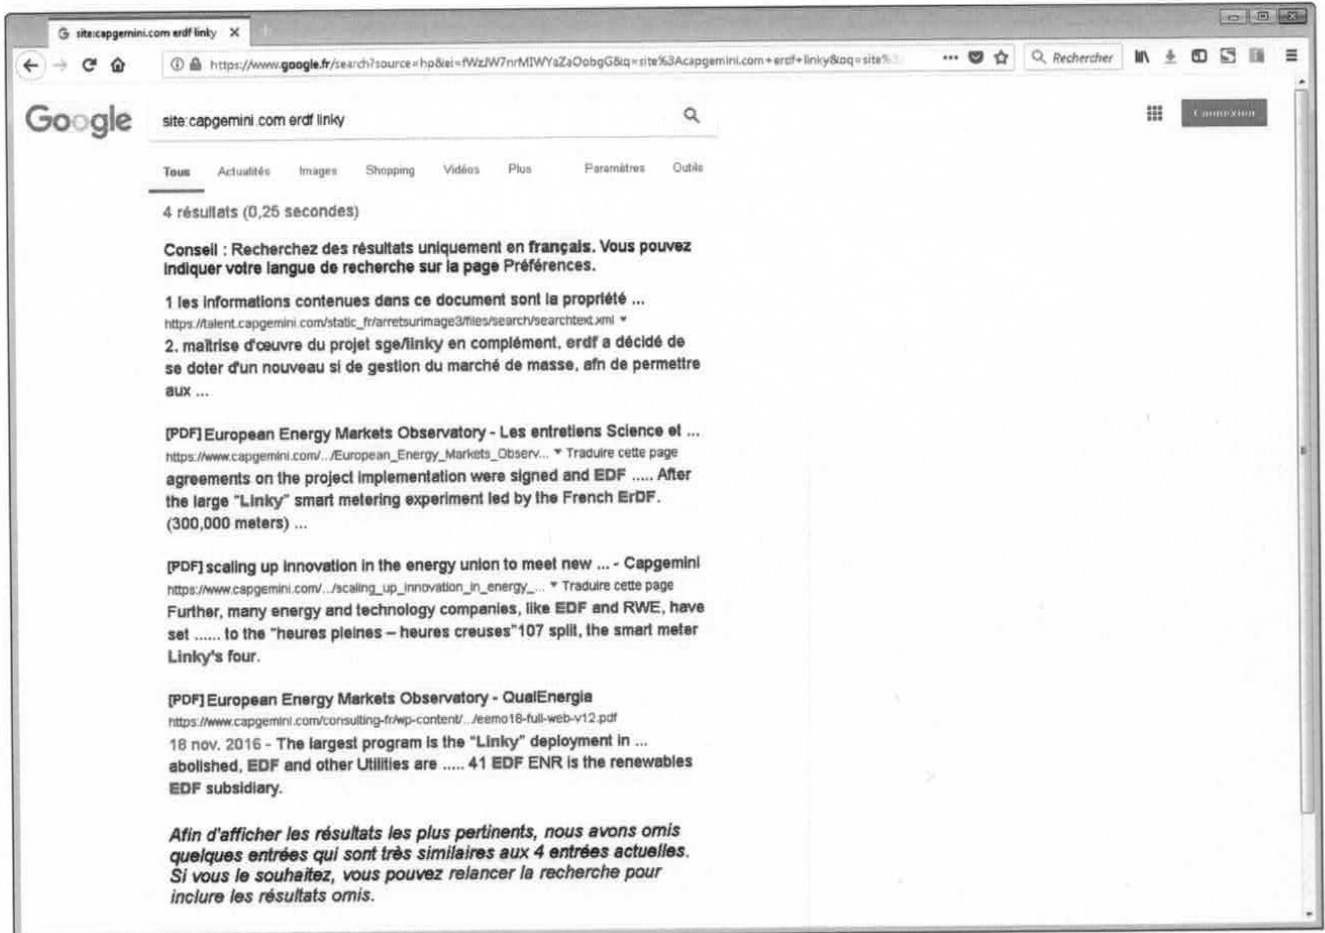 site:capgemini.com erdf linky X
https://www.google.fr/search?source=hp&ei=fWzJW7nrMIWYaZaOobgG&q=site%3Acapgemini.com+erdf+linky&oq=site%
Rechercher
Google
site:capgemini.com erdf linky
Connexion
Tous Actualités Images Shopping Vidéos Plus Paramètres Outils
4 résultats (0,25 secondes)
Conseil : Recherchez des résultats uniquement en français. Vous pouvez
indiquer votre langue de recherche sur la page Préférences.
1 les informations contenues dans ce document sont la propriété ...
https://talent.capgemini.com/static_fr/arretsurimage3/files/search/searchtext.xml
2. maîtrise d'œuvre du projet sge/linky en complément, erdf a décidé de
se doter d'un nouveau si de gestion du marché de masse, afn de permettre
aux ...
[PDF] European Energy Markets Observatory - Les entretiens Science et ...
https://www.capgemini.com/.../European_Energy_Markets_Observ... Traduire cette page
agreements on the project implementation were signed and EDF ..... After
the large "Linky" smart metering experiment led by the French ErDF.
(300,000 meters) ...
[PDF] scaling up innovation in the energy union to meet new ... - Capgemini
https://www.capgemini.com/.../scaling_up_innovation_in_energy_... Traduire cette page
Further, many energy and technology companies, like EDF and RWE, have
set ...... to the "heures pleines – heures creuses"107 split, the smart meter
Linky's four.
[PDF] European Energy Markets Observatory - QualEnergia
https://www.capgemini.com/consulting-fr/wp-content/.../eemo18-full-web-v12.pdf
18 nov. 2016 - The largest program is the "Linky" deployment in ...
abolished, EDF and other Utilities are ..... 41 EDF ENR is the renewables
EDF subsidiary.
Afin d'afficher les résultats les plus pertinents, nous avons omis
quelques entrées qui sont très similaires aux 4 entrées actuelles.
Si vous le souhaitez, vous pouvez relancer la recherche pour
inclure les résultats omis.